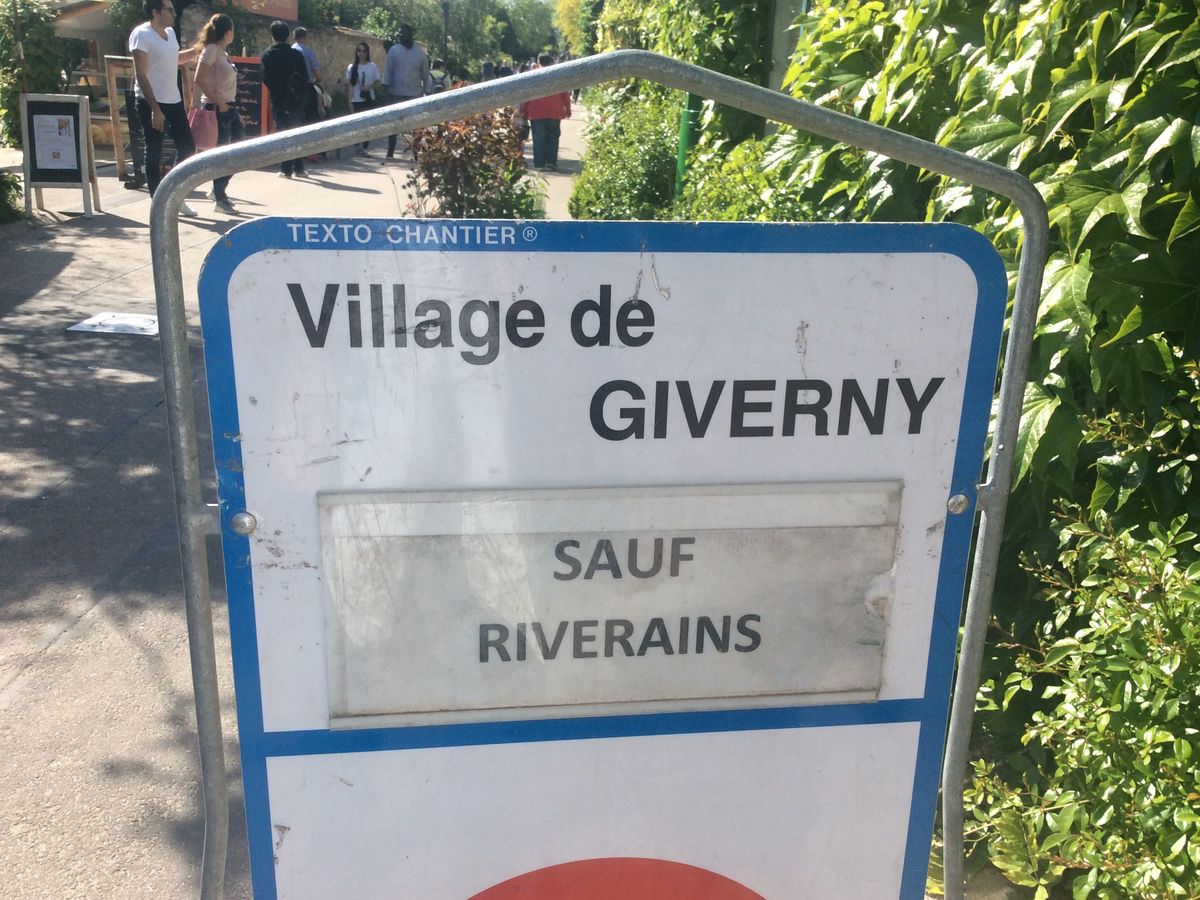 TEXTO CHANTIER®
Village de
GIVERNY
SAUF
RIVERAINS